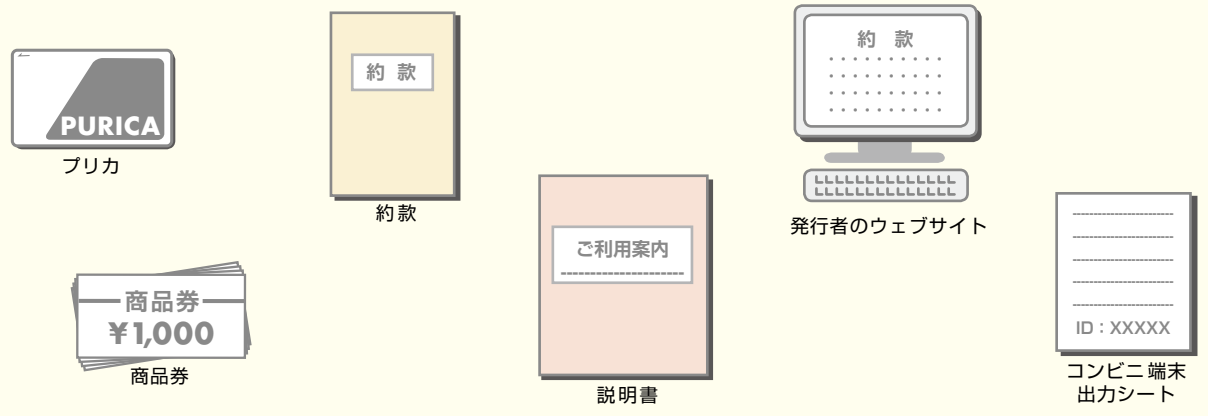 PURICA
プリカ
商品券
¥1,000
商品券
約 款
約款
ご利用案内
説明書
約 款
発行者のウェブサイト
ID：XXXXX
コンビニ端末
出力シート